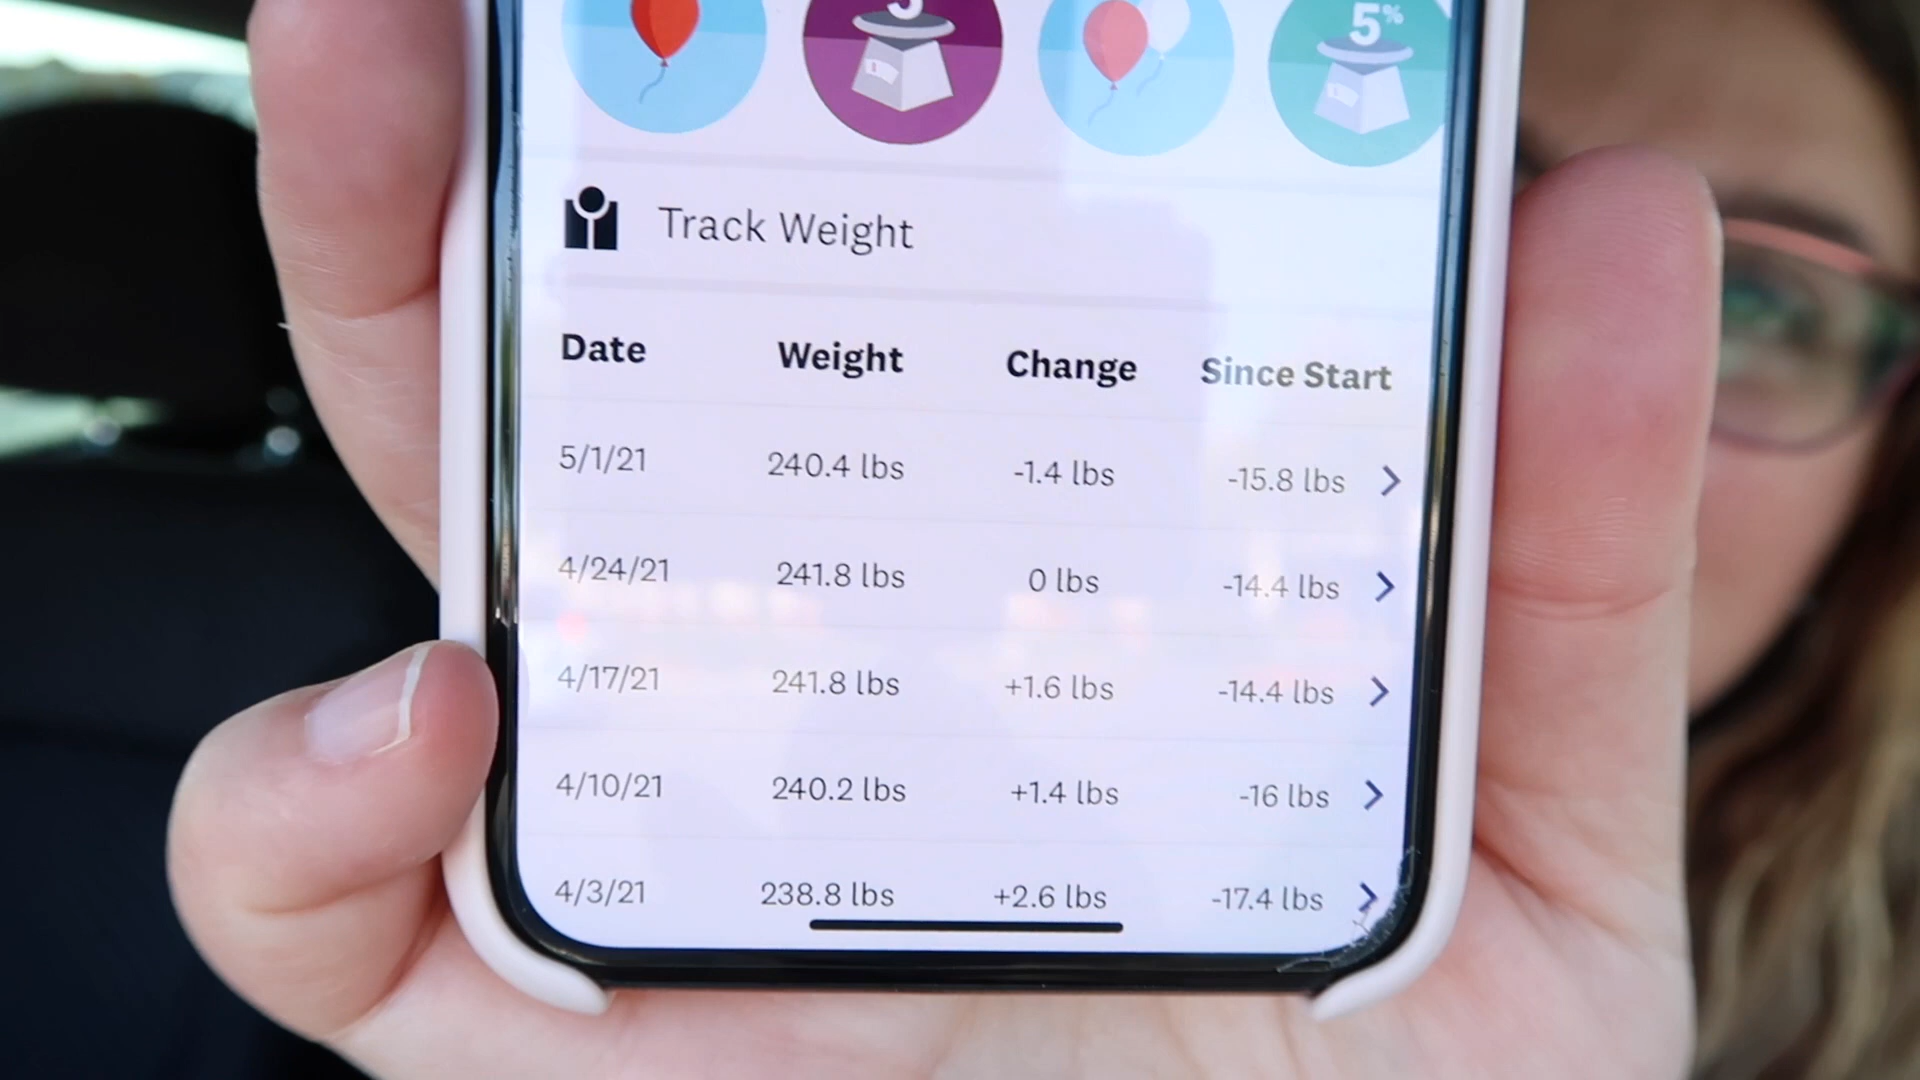 5 5%
Track Weight
Date Weight Change Since Start
5/1/21 240.4 lbs -1.4 lbs -15.8 lbs
4/24/21 241.8 lbs 0 lbs -14.4 lbs
4/17/21 241.8 lbs +1.6 lbs -14.4 lbs
4/10/21 240.2 lbs +1.4 lbs -16 lbs
4/3/21 238.8 lbs +2.6 lbs -17.4 lbs